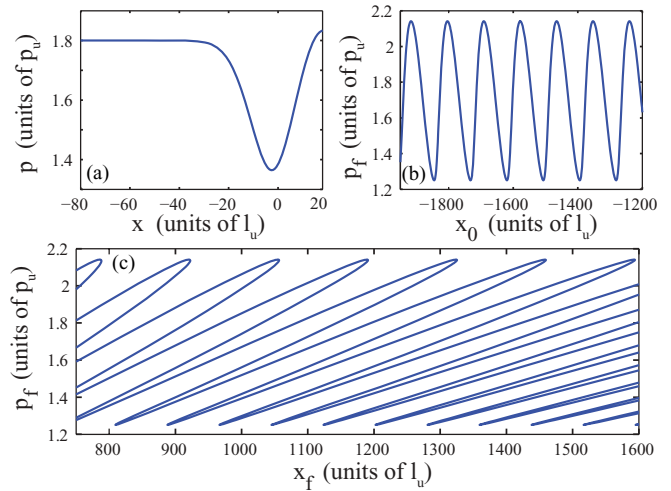 p (units of p_u)
1.8
1.6
1.4
(a)
−80 −60 −40 −20 0 20
x (units of l_u)
p_f (units of p_u)
2.2
2
1.8
1.6
1.4
1.2
(b)
−1800 −1600 −1400 −1200
x_0 (units of l_u)
p_f (units of p_u)
2.2
2
1.8
1.6
1.4
1.2
(c)
800 900 1000 1100 1200 1300 1400 1500 1600
x_f (units of l_u)